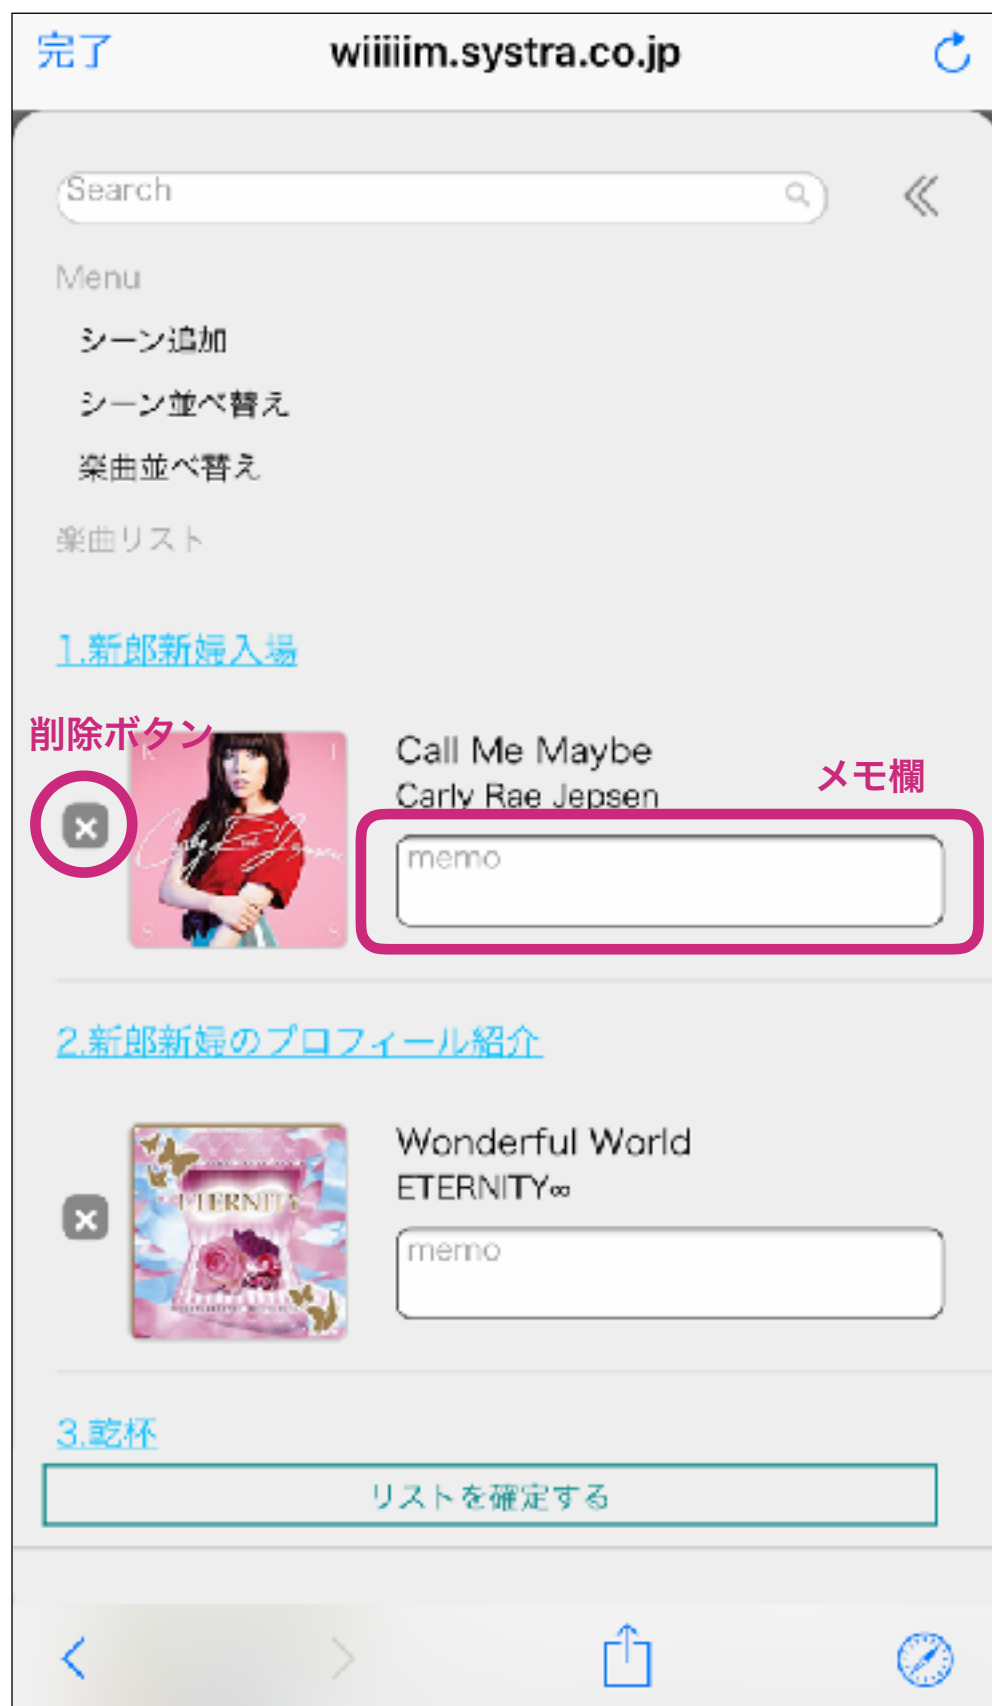 完了 wiiiiim.systra.co.jp
Search
Menu
シーン追加
シーン並べ替え
楽曲並べ替え
楽曲リスト
1.新郎新婦入場
削除ボタン
Call Me Maybe
Carly Rae Jepsen
メモ欄
memo
K I
Carly Rae Jepsen
S S
2.新郎新婦のプロフィール紹介
Wonderful World
ETERNITY∞
ETERNITY
memo
3.乾杯
リストを確定する